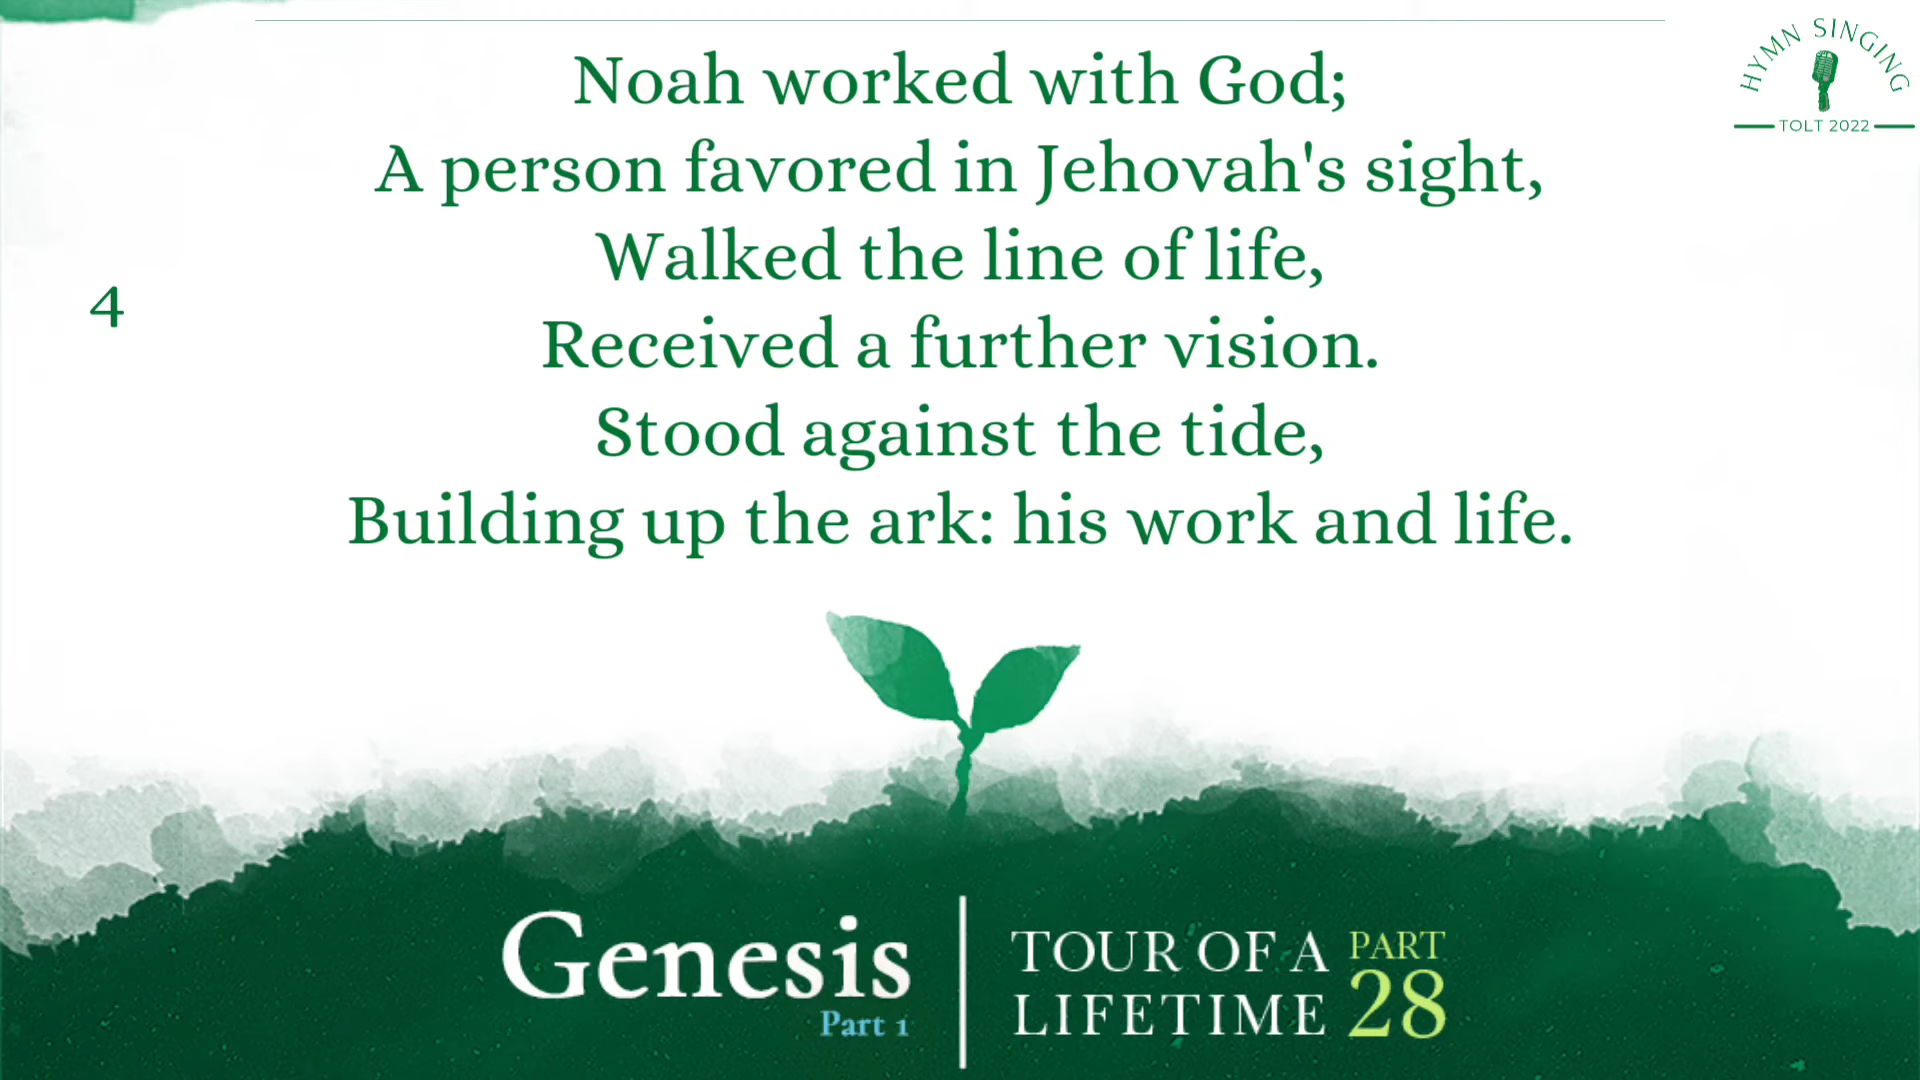 HYMN SINGING
TOLT 2022
4
Noah worked with God;
A person favored in Jehovah's sight,
Walked the line of life,
Received a further vision.
Stood against the tide,
Building up the ark: his work and life.
Genesis
Part 1
TOUR OF A
LIFETIME
PART
28